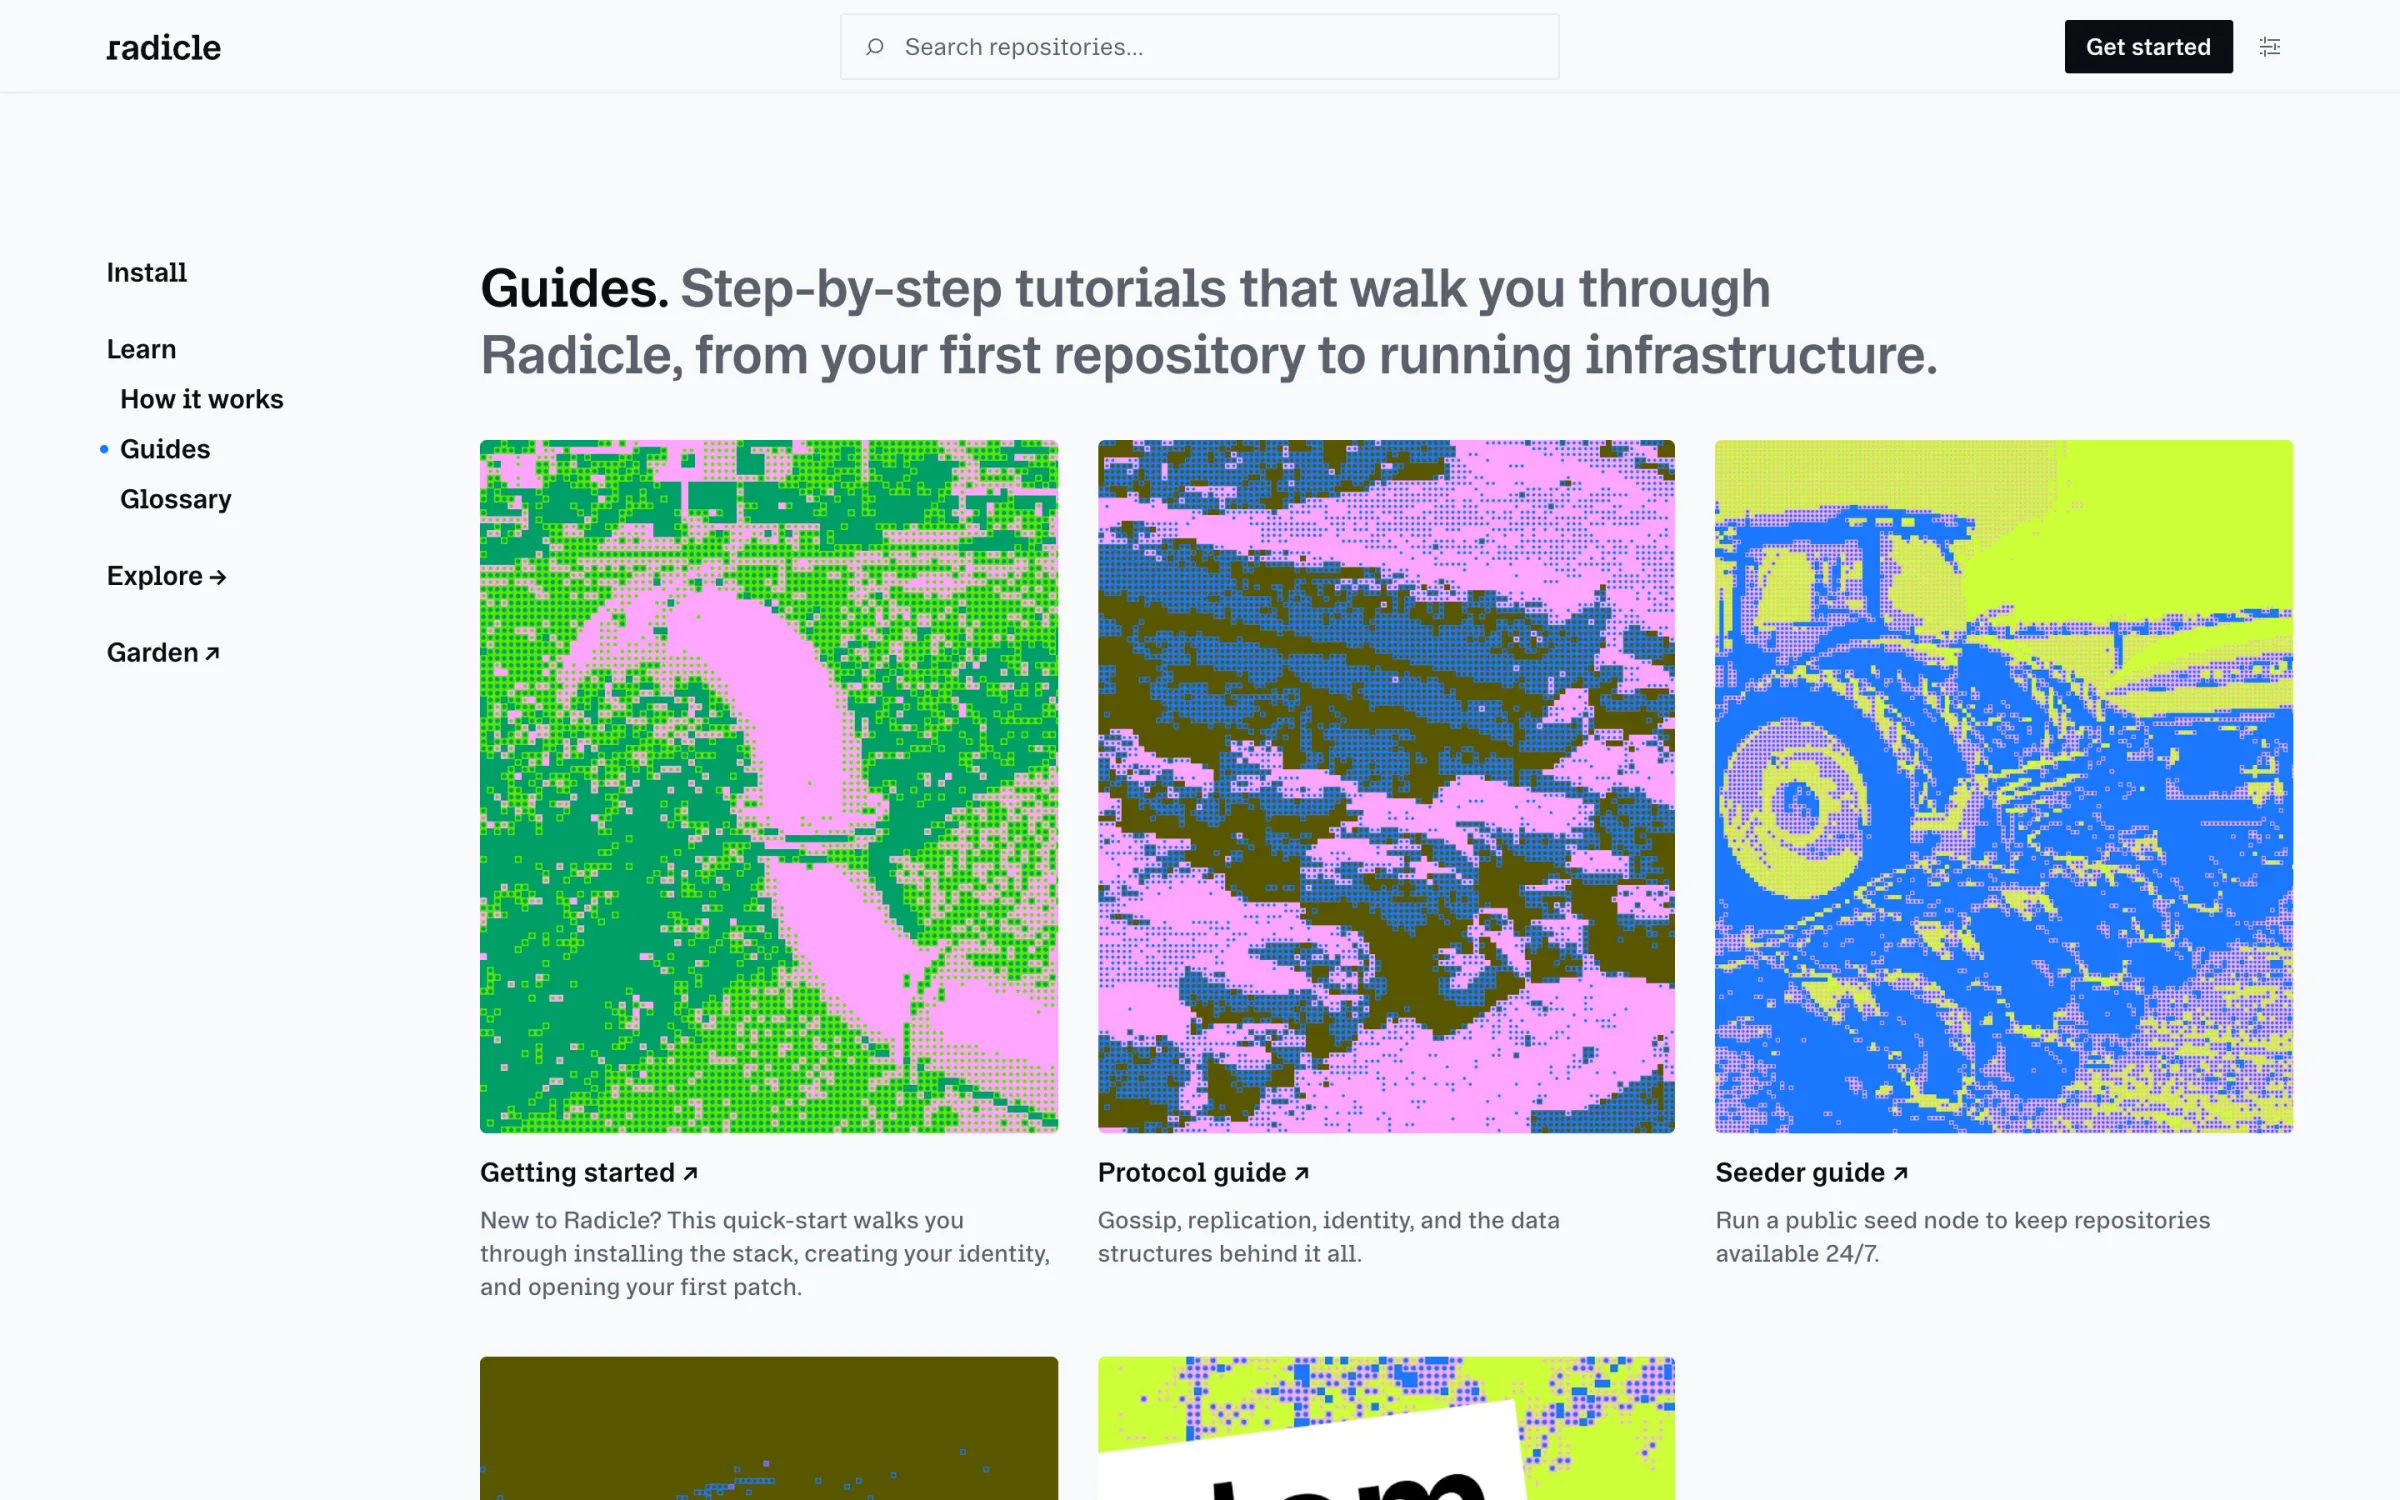 radicle
Search repositories...
Get started
Install
Learn
How it works
Guides
Glossary
Explore →
Garden ↗
Guides. Step-by-step tutorials that walk you through
Radicle, from your first repository to running infrastructure.
Getting started ↗
New to Radicle? This quick-start walks you
through installing the stack, creating your identity,
and opening your first patch.
Protocol guide ↗
Gossip, replication, identity, and the data
structures behind it all.
Seeder guide ↗
Run a public seed node to keep repositories
available 24/7.